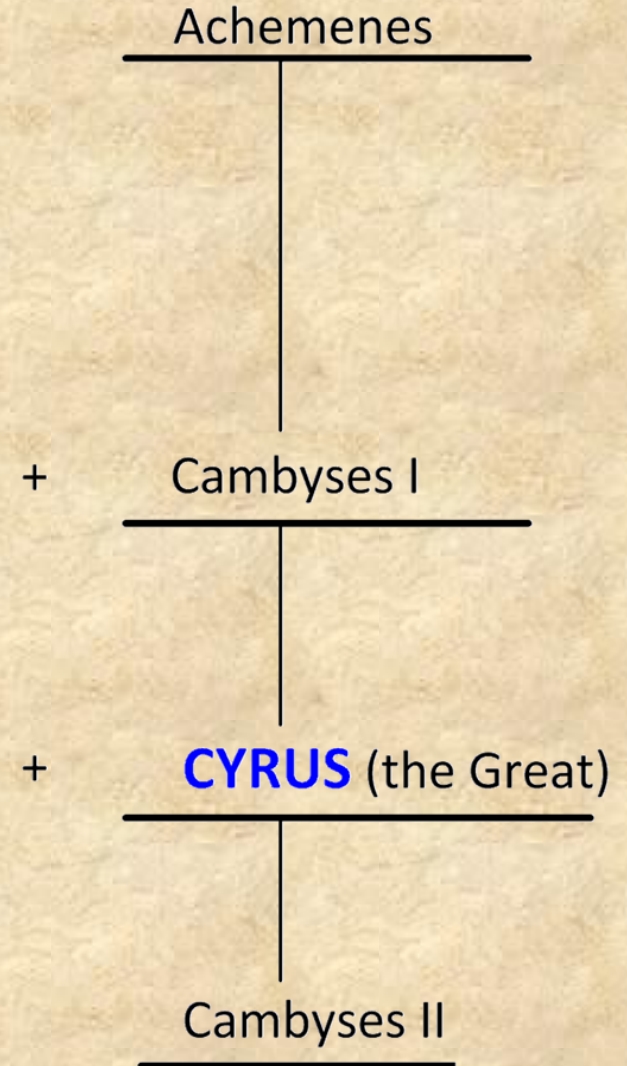 Achemenes
+ Cambyses I
+ CYRUS (the Great)
Cambyses II